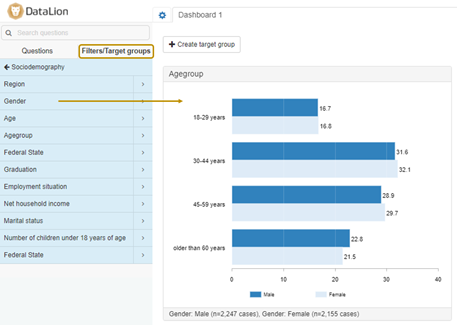 DataLion
Dashboard 1
Search questions
Questions
Filters/Target groups
Sociodemography
Region
Gender
Age
Agegroup
Federal State
Graduation
Employment situation
Net household income
Marital status
Number of children under 18 years of age
Federal State
+ Create target group
Agegroup
18-29 years
16.7
16.8
30-44 years
31.6
32.1
45-59 years
28.9
29.7
older than 60 years
22.8
21.5
0 10 20 30 40
Male Female
Gender: Male (n=2,247 cases), Gender: Female (n=2,155 cases)